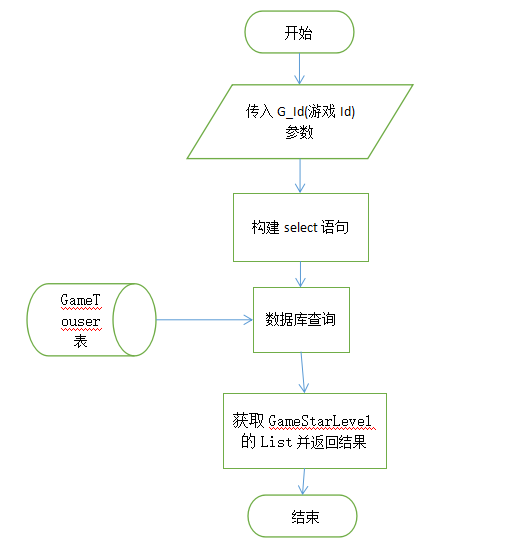 开始
传入 G_Id(游戏 Id)
参数
构建 select 语句
GameT
ouser
表
数据库查询
获取 GameStarLevel
的 List 并返回结果
结束